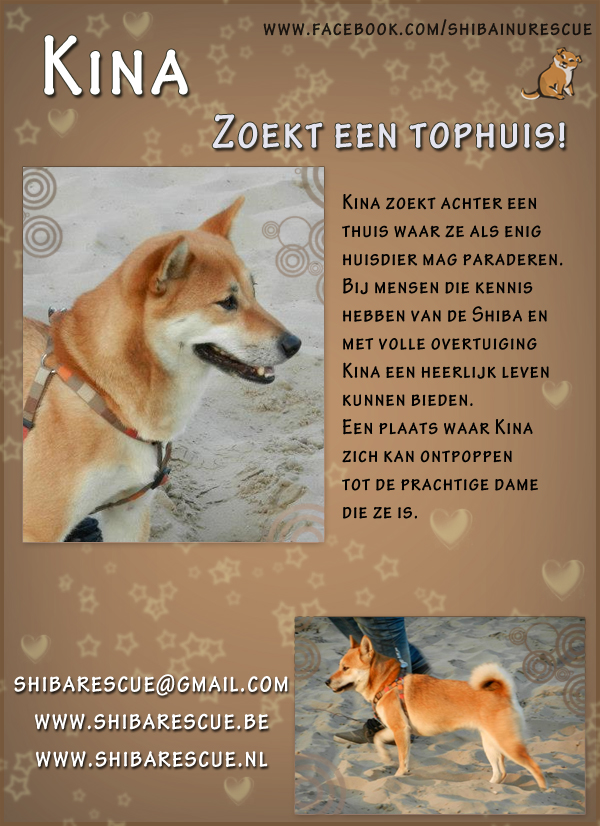 www.facebook.com/shibainurescue
Kina
Zoekt een tophuis!
Kina zoekt achter een
thuis waar ze als enig
huisdier mag paraderen.
Bij mensen die kennis
hebben van de Shiba en
met volle overtuiging
Kina een heerlijk leven
kunnen bieden.
Een plaats waar Kina
zich kan ontpoppen
tot de prachtige dame
die ze is.
shibarescue@gmail.com
www.shibarescue.be
www.shibarescue.nl